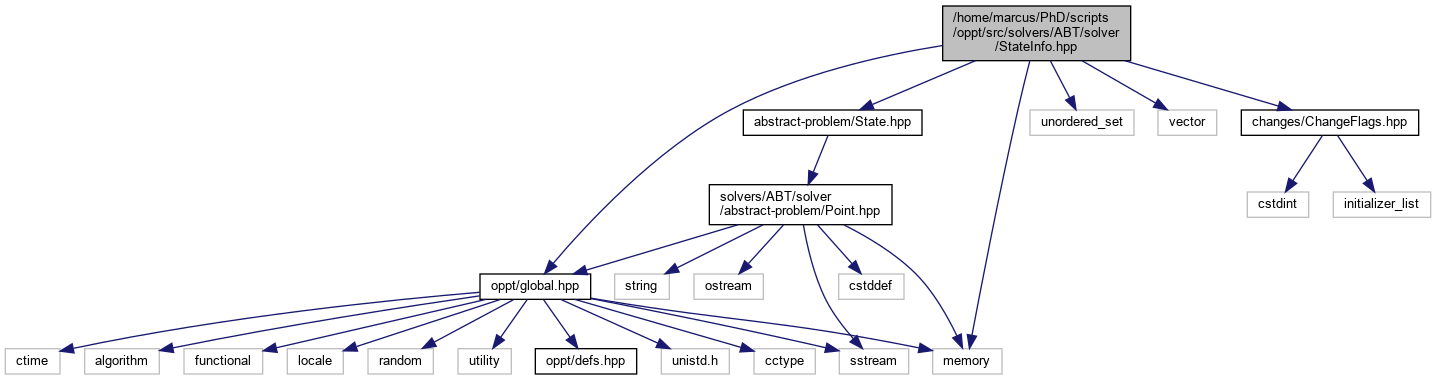 /home/marcus/PhD/scripts
/oppt/src/solvers/ABT/solver
/StateInfo.hpp
abstract-problem/State.hpp
unordered_set
vector
changes/ChangeFlags.hpp
solvers/ABT/solver
/abstract-problem/Point.hpp
cstdint
initializer_list
oppt/global.hpp
string
ostream
cstddef
ctime
algorithm
functional
locale
random
utility
oppt/defs.hpp
unistd.h
cctype
sstream
memory